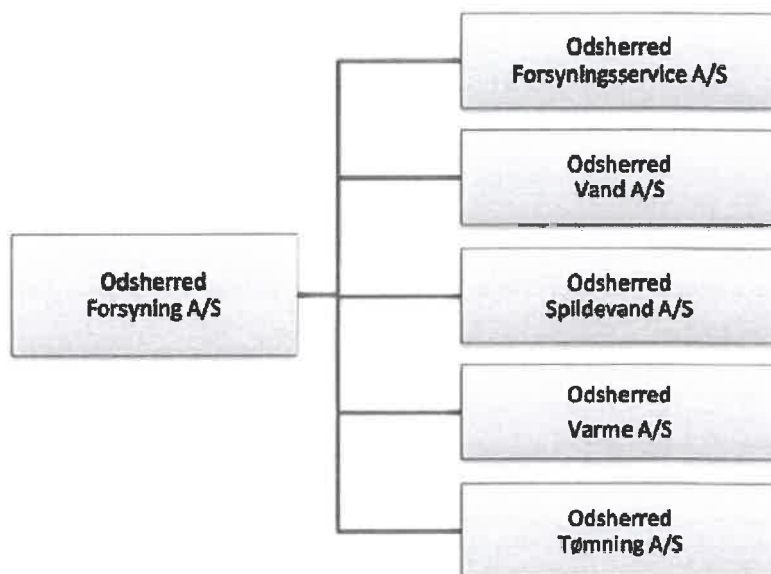 Odsherred
Forsyning A/S
Odsherred
Forsyningsservice A/S
Odsherred
Vand A/S
Odsherred
Spildevand A/S
Odsherred
Varme A/S
Odsherred
Tømning A/S